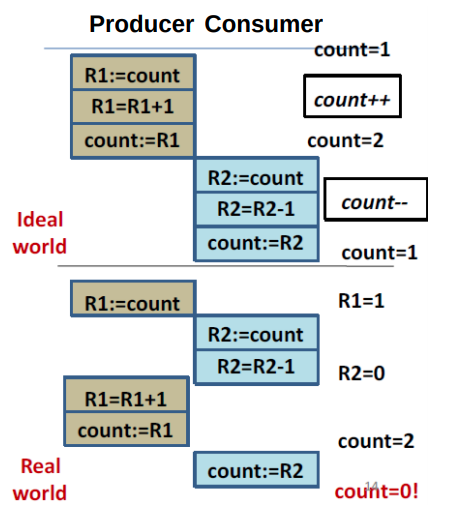 Producer Consumer
count=1
R1:=count
R1=R1+1
count++
count:=R1
count=2
R2:=count
R2=R2-1
count--
Ideal
world
count:=R2
count=1
R1:=count
R1=1
R2:=count
R2=R2-1
R2=0
R1=R1+1
count:=R1
count=2
Real
world
count:=R2
14
count=0!